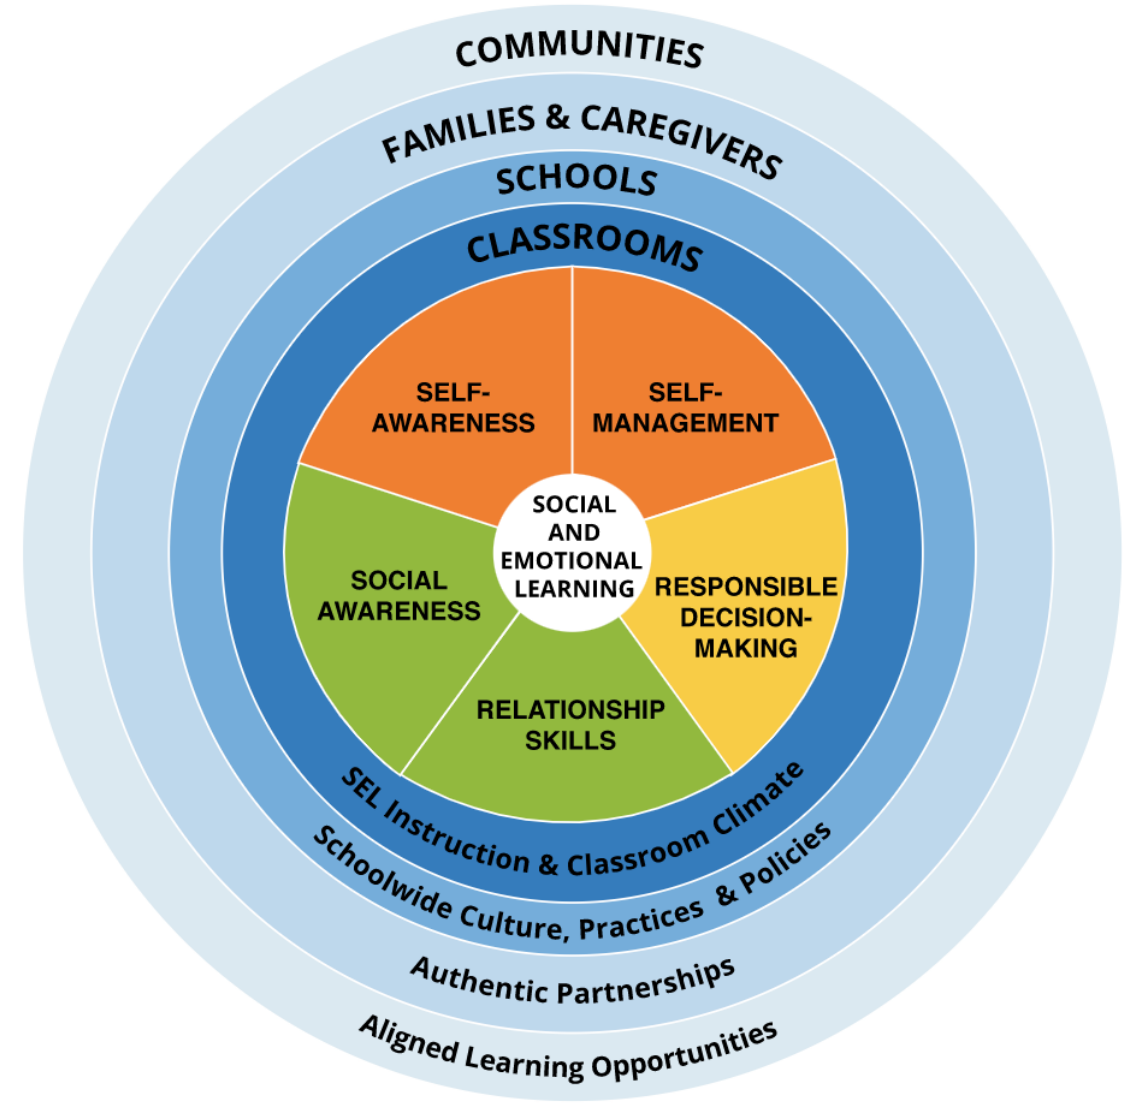 COMMUNITIES
FAMILIES & CAREGIVERS
SCHOOLS
CLASSROOMS
SELF-
AWARENESS
SELF-
MANAGEMENT
SOCIAL
AND
EMOTIONAL
LEARNING
SOCIAL
AWARENESS
RESPONSIBLE
DECISION-
MAKING
RELATIONSHIP
SKILLS
SEL Instruction & Classroom Climate
Schoolwide Culture, Practices & Policies
Authentic Partnerships
Aligned Learning Opportunities